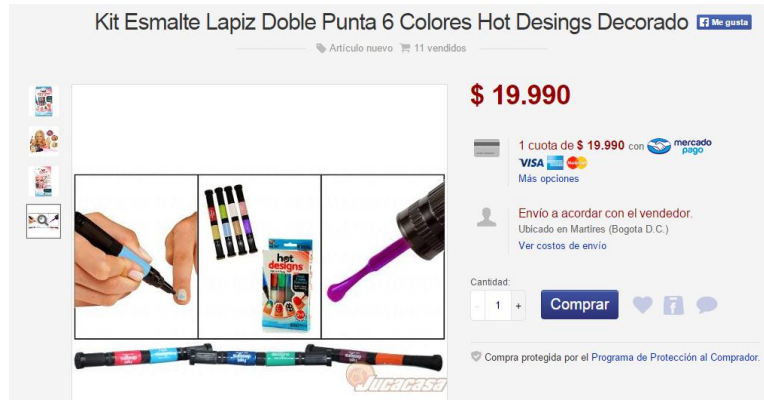 Kit Esmalte Lapiz Doble Punta 6 Colores Hot Desings Decorado
Me gusta
Artículo nuevo 11 vendidos
$ 19.990
1 cuota de $ 19.990 con mercado pago
VISA
Más opciones
Envío a acordar con el vendedor.
Ubicado en Martires (Bogota D.C.)
Ver costos de envío
Cantidad:
- 1 +
Comprar
Compra protegida por el Programa de Protección al Comprador.
hot
designs
Jucacasa